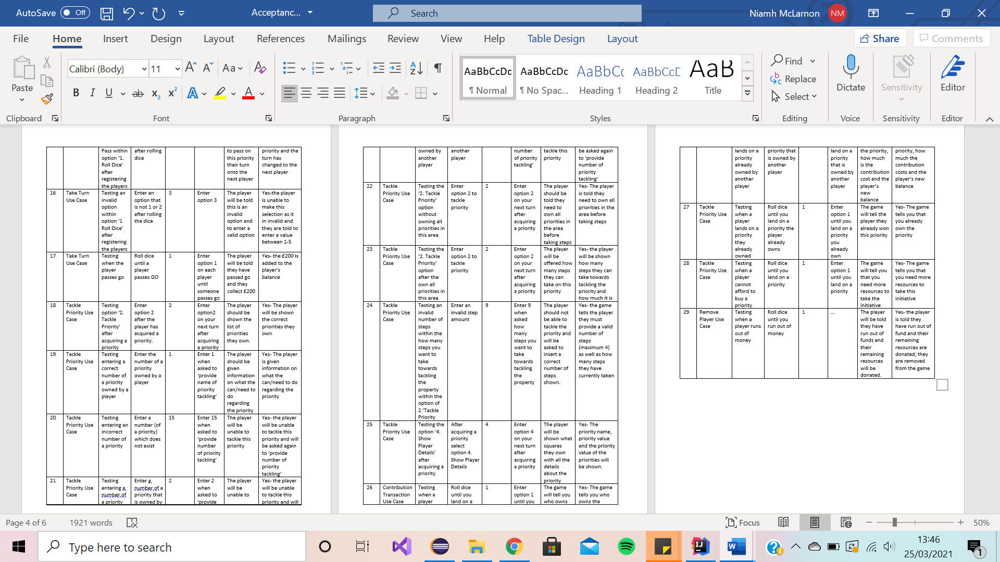 AutoSave Off Acceptanc... Search Niamh McLarnon NM
File Home Insert Design Layout References Mailings Review View Help Table Design Layout Share Comments
Paste
Clipboard
Calibri (Body) 11
Font
Paragraph
AaBbCcDc AaBbCcDc AaBbCc AaBbCcD AaB
¶ Normal ¶ No Spac... Heading 1 Heading 2 Title
Styles
Find
Replace
Select
Editing
Dictate
Voice
Sensitivity
Sensitivity
Editor
Editor
Pass within
option ‘1.
Roll Dice’
after
registering
the players
after rolling
dice
to pass on
this priority
their turn
onto the
next player
priority and the
turn has
changed to the
next player
16
Take Turn
Use Case
Testing an
invalid
option
within
option ‘1
Roll Dice’
after
registering
the players
Enter an
option that
is not 1 or 2
after rolling
the dice
3
Enter
option 3
The player
will be told
this is an
invalid
option and
to enter a
valid option
Yes-the player
is unable to
make this
selection as it
in invalid and
they are told to
enter a value
between 1-5
17
Take Turn
Use Case
Testing
when the
player
passes go
Roll dice
until a
player
passes GO
1
Enter
option 1
on each
player
until
someone
passes go
The player
will be told
they have
passed go
and they
collect £200
Yes- the £200 is
added to the
player’s
balance
18
Tackle
Priority Use
Case
Testing
option ‘2.
Tackle
Priority’
after
acquiring a
priority
Enter
option 2
after the
player has
acquired a
priority.
2
Enter
option2
on your
next turn
after
acquiring
a priority
The player
should be
shown the
list of
priorities
they own.
Yes- The player
will be shown
the correct
priorities they
own
19
Tackle
Priority Use
Case
Testing
entering a
correct
number of
a priority
owned by a
player
Enter the
number of a
priority
owned by a
player
1
Enter 1
when
asked to
‘provide
name of
priority
tackling’
The player
should be
given
information
on what the
can/need to
do
regarding
the priority
Yes- The player
is given
information on
what the
can/need to do
regarding the
priority
20
Tackle
Priority Use
Case
Testing
entering an
incorrect
number of
a priority
Enter a
number (of
a priority)
which does
not exist
15
Enter 15
when
asked to
‘provide
number
of priority
tackling’
The player
will be
unable to
tackle this
priority
Yes- the player
will be unable
to tackle this
priority and will
be asked again
to ‘provide
number of
priority
tackling’
21
Tackle
Priority Use
Case
Testing
entering a
number of
a priority
Enter a
number of a
priority that
is owned by
2
Enter 2
when
asked to
‘provide
The player
will be
unable to
Yes- the player
will be unable
to tackle this
priority and will
owned by
another
player
another
player
number
of priority
tackling’
tackle this
priority
be asked again
to ‘provide
number of
priority
tackling’
22
Tackle
Priority Use
Case
Testing the
‘2. Tackle
Priority’
option
without
owning all
priorities in
this area
Enter
option 2 to
tackle
priority
2
Enter
option 2
on your
next turn
after
acquiring
a priority
The player
should be
told they
need to
own all
priorities in
the area
before
taking steps
Yes- The player
is told they
need to own all
priorities in the
area before
taking steps
23
Tackle
Priority Use
Case
Testing the
‘2. Tackle
Priority’
option
after the
own all
priorities in
this area
Enter
option 2 to
tackle
priority
2
Enter
option 2
on your
next turn
after
acquiring
a priority
The player
will be
offered how
many steps
they can
take on this
priority
Yes- the player
will be shown
how many
steps they can
take towards
tackling the
priority and
how much it is
24
Tackle
Priority Use
Case
Testing an
invalid
number of
steps
within the
how many
steps you
want to
take
towards
tackling
the
property
within the
option of
2.’Tackle
Priority
Enter an
invalid step
amount
9
Enter 9
when
asked
how
many
steps you
want to
take
towards
tackling
the
property
The player
should not
be able to
tackle the
priority and
will be
asked to
insert a
correct
number of
steps
shown.
Yes- the game
tells the player
they must
provide a valid
number of
steps
(maximum 4)
as well as how
many steps
they have
currently taken
25
Tackle
Priority Use
Case
Testing the
option ‘4.
Show
Player
Details’
after
acquiring a
priority
After
acquiring a
priority
select
option 4.
Show Player
Details
4
Enter
option 4
on your
next turn
after
acquiring
a priority
The player
will be
shown what
squares
they own
with all the
details
about the
priority
Yes- The
priority name,
priority value
and the priority
value of the
priorities will
be shown.
26
Contribution
Transaction
Use Case
Testing
when a
player
Roll dice
until you
land on a
1
Enter
option 1
until you
The game
will tell you
who owns
Yes- The game
tells you who
owns the
lands on a
priority
already
owned by
another
player
priority that
is owned by
another
player
land on a
priority
that is
owned by
another
player
the priority,
how much
is the
contribution
cost and the
player’s
new
balance
priority, how
much the
contribution
costs and the
player’s new
balance
27
Tackle
Priority Use
Case
Testing
when a
player
lands on a
priority
they
already
owned
Roll dice
until you
land on a
priority the
player
already
owns
1
Enter
option 1
until you
land on a
priority
you
already
own
The game
will tell the
player they
already won
this priority
Yes- The game
tells you that
you already
own the
priority
28
Tackle
Priority Use
Case
Testing
when a
player
cannot
afford to
buy a
priority
Roll dice
until you
land on a
priority
1
Enter
option 1
until you
land on a
priority
The game
will tell you
that you
need more
resources to
take the
initiative
Yes- The game
tells you that
you need more
resources to
take this
initiative
29
Remove
Player Use
Case
Testing
when a
player runs
out of
money
Roll dice
until you
run out of
money
1
...
The player
will be told
they have
run out of
funds and
their
remaining
resources
will be
donated.
Yes- the player
is told they
have run out of
fund and their
remaining
resources are
donated; they
are removed
from the game
Page 4 of 6 1921 words Focus 50%
Type here to search
13:46
25/03/2021
1